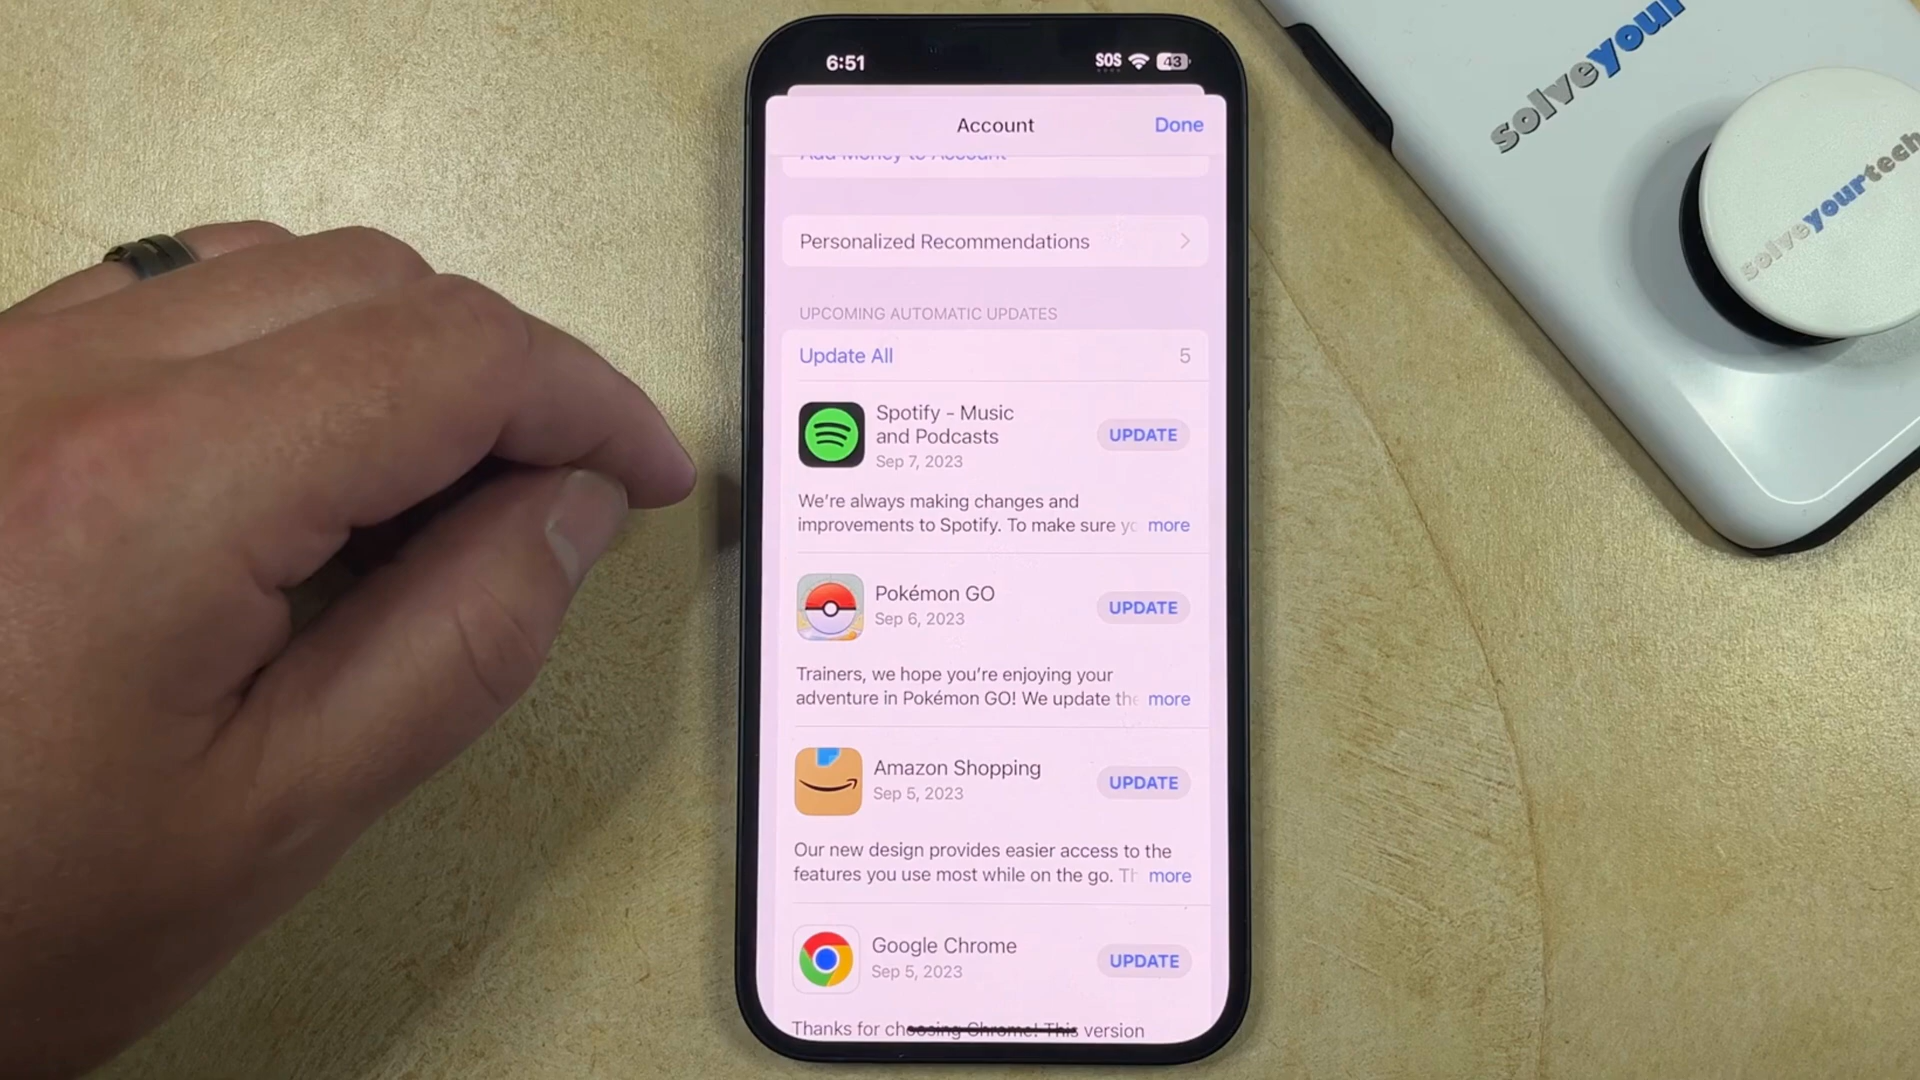 6:51
SOS
43
Account
Done
Add Money to Account
Personalized Recommendations
UPCOMING AUTOMATIC UPDATES
Update All
5
Spotify - Music
and Podcasts
Sep 7, 2023
UPDATE
We're always making changes and
improvements to Spotify. To make sure
more
Pokémon GO
Sep 6, 2023
UPDATE
Trainers, we hope you're enjoying your
adventure in Pokémon GO! We update
more
Amazon Shopping
Sep 5, 2023
UPDATE
Our new design provides easier access to the
features you use most while on the go.
more
Google Chrome
Sep 5, 2023
UPDATE
Thanks for choosing Chrome! This version
solveyour
solveyourtech